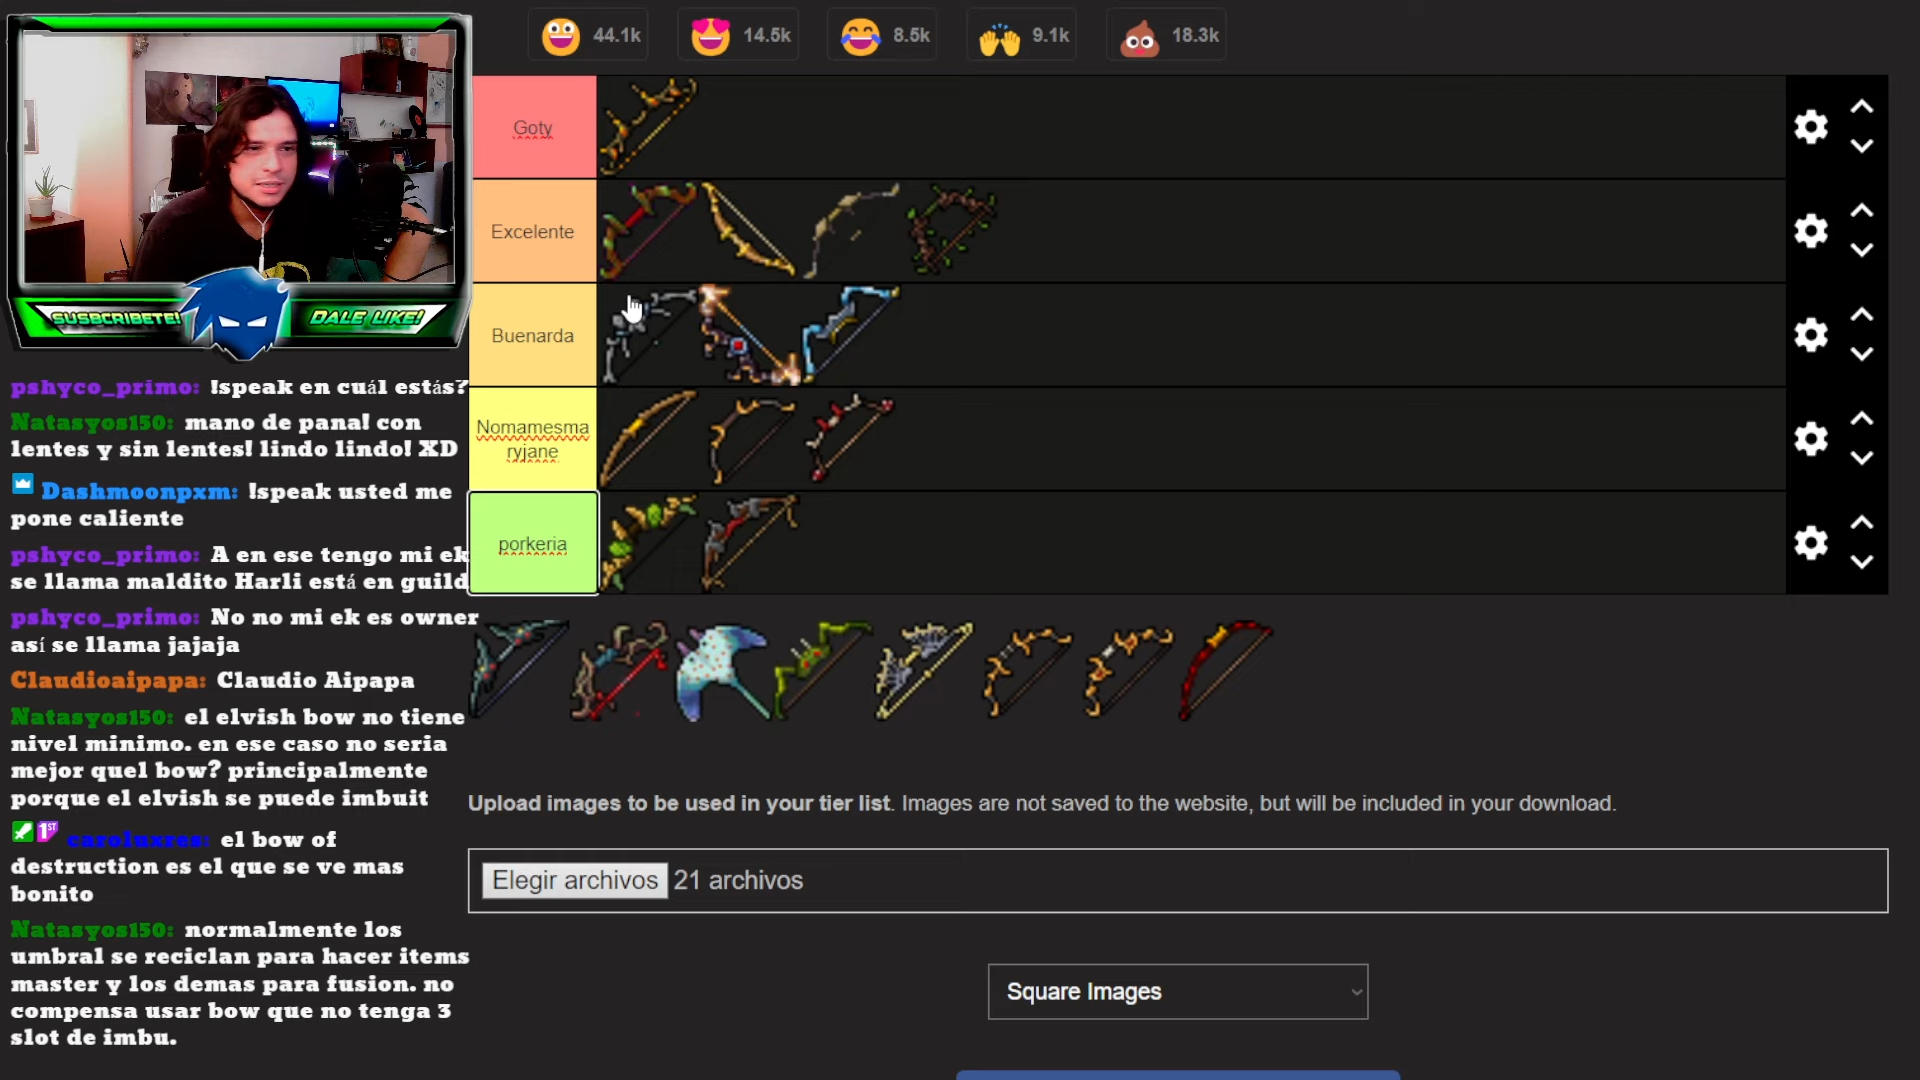 44.1k 14.5k 8.5k 9.1k 18.3k
Goty
Excelente
Buenarda
Nomamesma
ryjane
porkeria
SUSBCRIBETE! DALE LIKE!
pshyco_primo: !speak en cuál estás?
Natasyos150: mano de pana! con
lentes y sin lentes! lindo lindo! XD
Dashmoonpxm: !speak usted me
pone caliente
pshyco_primo: A en ese tengo mi ek
se llama maldito Harli está en guild
pshyco_primo: No no mi ek es owner
así se llama jajaja
Claudioaipapa: Claudio Aipapa
Natasyos150: el elvish bow no tiene
nivel minimo. en ese caso no seria
mejor quel bow? principalmente
porque el elvish se puede imbuit
1ST caroluxres: el bow of
destruction es el que se ve mas
bonito
Natasyos150: normalmente los
umbral se reciclan para hacer items
master y los demas para fusion. no
compensa usar bow que no tenga 3
slot de imbu.
Upload images to be used in your tier list. Images are not saved to the website, but will be included in your download.
Elegir archivos 21 archivos
Square Images